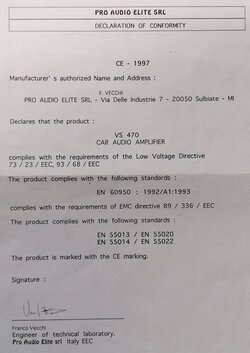 PRO AUDIO ELITE SRL
DECLARATION OF CONFORMITY
CE - 1997
Manufacturer's authorized Name and Address :
F. VECCHI
PRO AUDIO ELITE SRL - Via Delle Industrie 7 - 20050 Sulbiate - MI
Declares that the product :
VS 470
CAR AUDIO AMPLIFIER
complies with the requirements of the Low Voltage Directive
73 / 23 / EEC, 93 / 68 / EEC
The product complies with the following standards :
EN 60950 : 1992/A1:1993
complies with the requirements of EMC directive 89 / 336 / EEC
The product complies with the following standards :
EN 55013 / EN 55020
EN 55014 / EN 55022
The product is marked with the CE marking.
Signature :
Franco Vecchi
Engineer of technical laboratory.
Pro Audio Elite srl Italy EEC